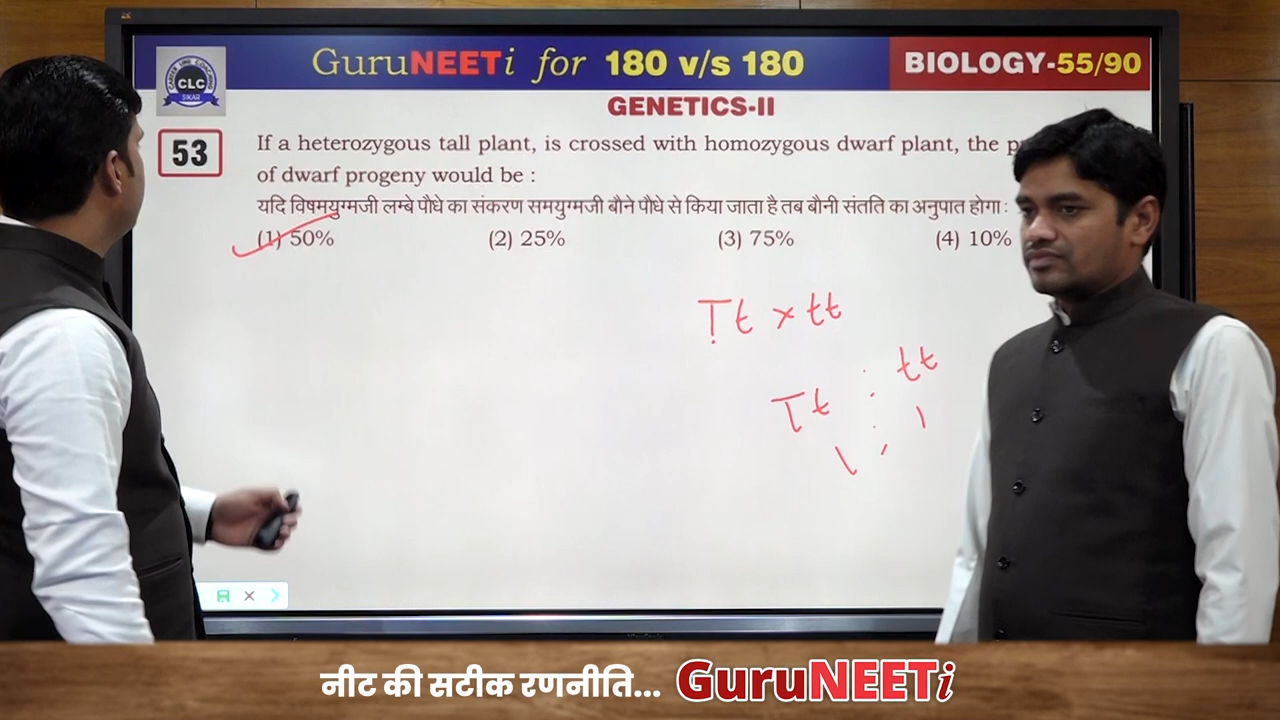 GuruNEETi for 180 v/s 180
BIOLOGY-55/90
CLC
SIKAR
GENETICS-II
53
If a heterozygous tall plant, is crossed with homozygous dwarf plant, the
of dwarf progeny would be :
यदि विषमयुग्मजी लम्बे पौधे का संकरण समयुग्मजी बौने पौधे से किया जाता है तब बौनी संतति का अनुपात होगा :
(1) 50% (2) 25% (3) 75% (4) 10%
Tt × tt
Tt : tt
1 : 1
नीट की सटीक रणनीति... GuruNEETi